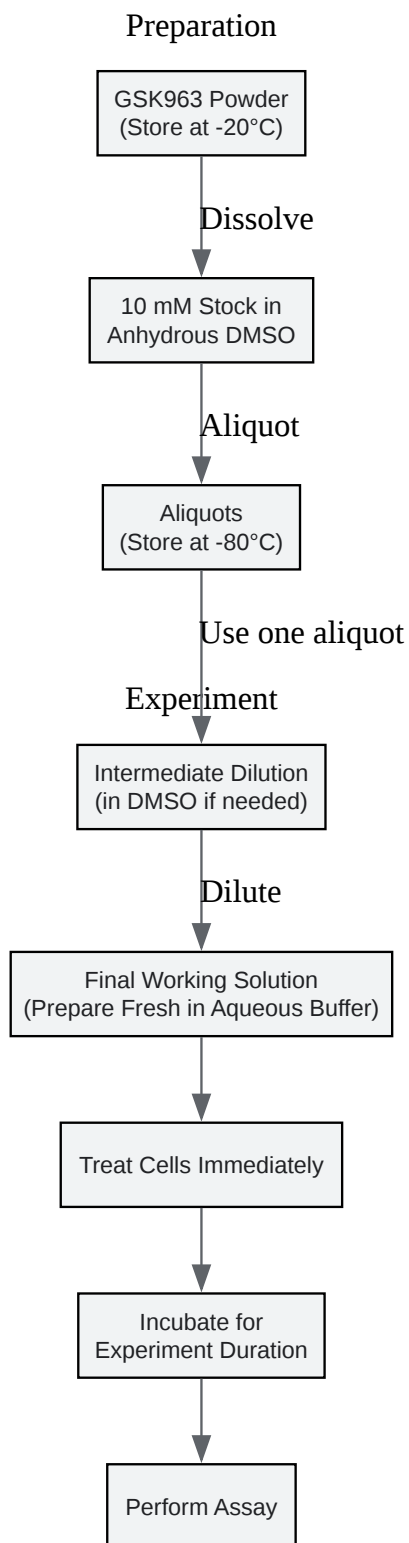 Preparation
GSK963 Powder
(Store at -20°C)
Dissolve
10 mM Stock in
Anhydrous DMSO
Aliquot
Aliquots
(Store at -80°C)
Use one aliquot
Experiment
Intermediate Dilution
(in DMSO if needed)
Dilute
Final Working Solution
(Prepare Fresh in Aqueous Buffer)
Treat Cells Immediately
Incubate for
Experiment Duration
Perform Assay